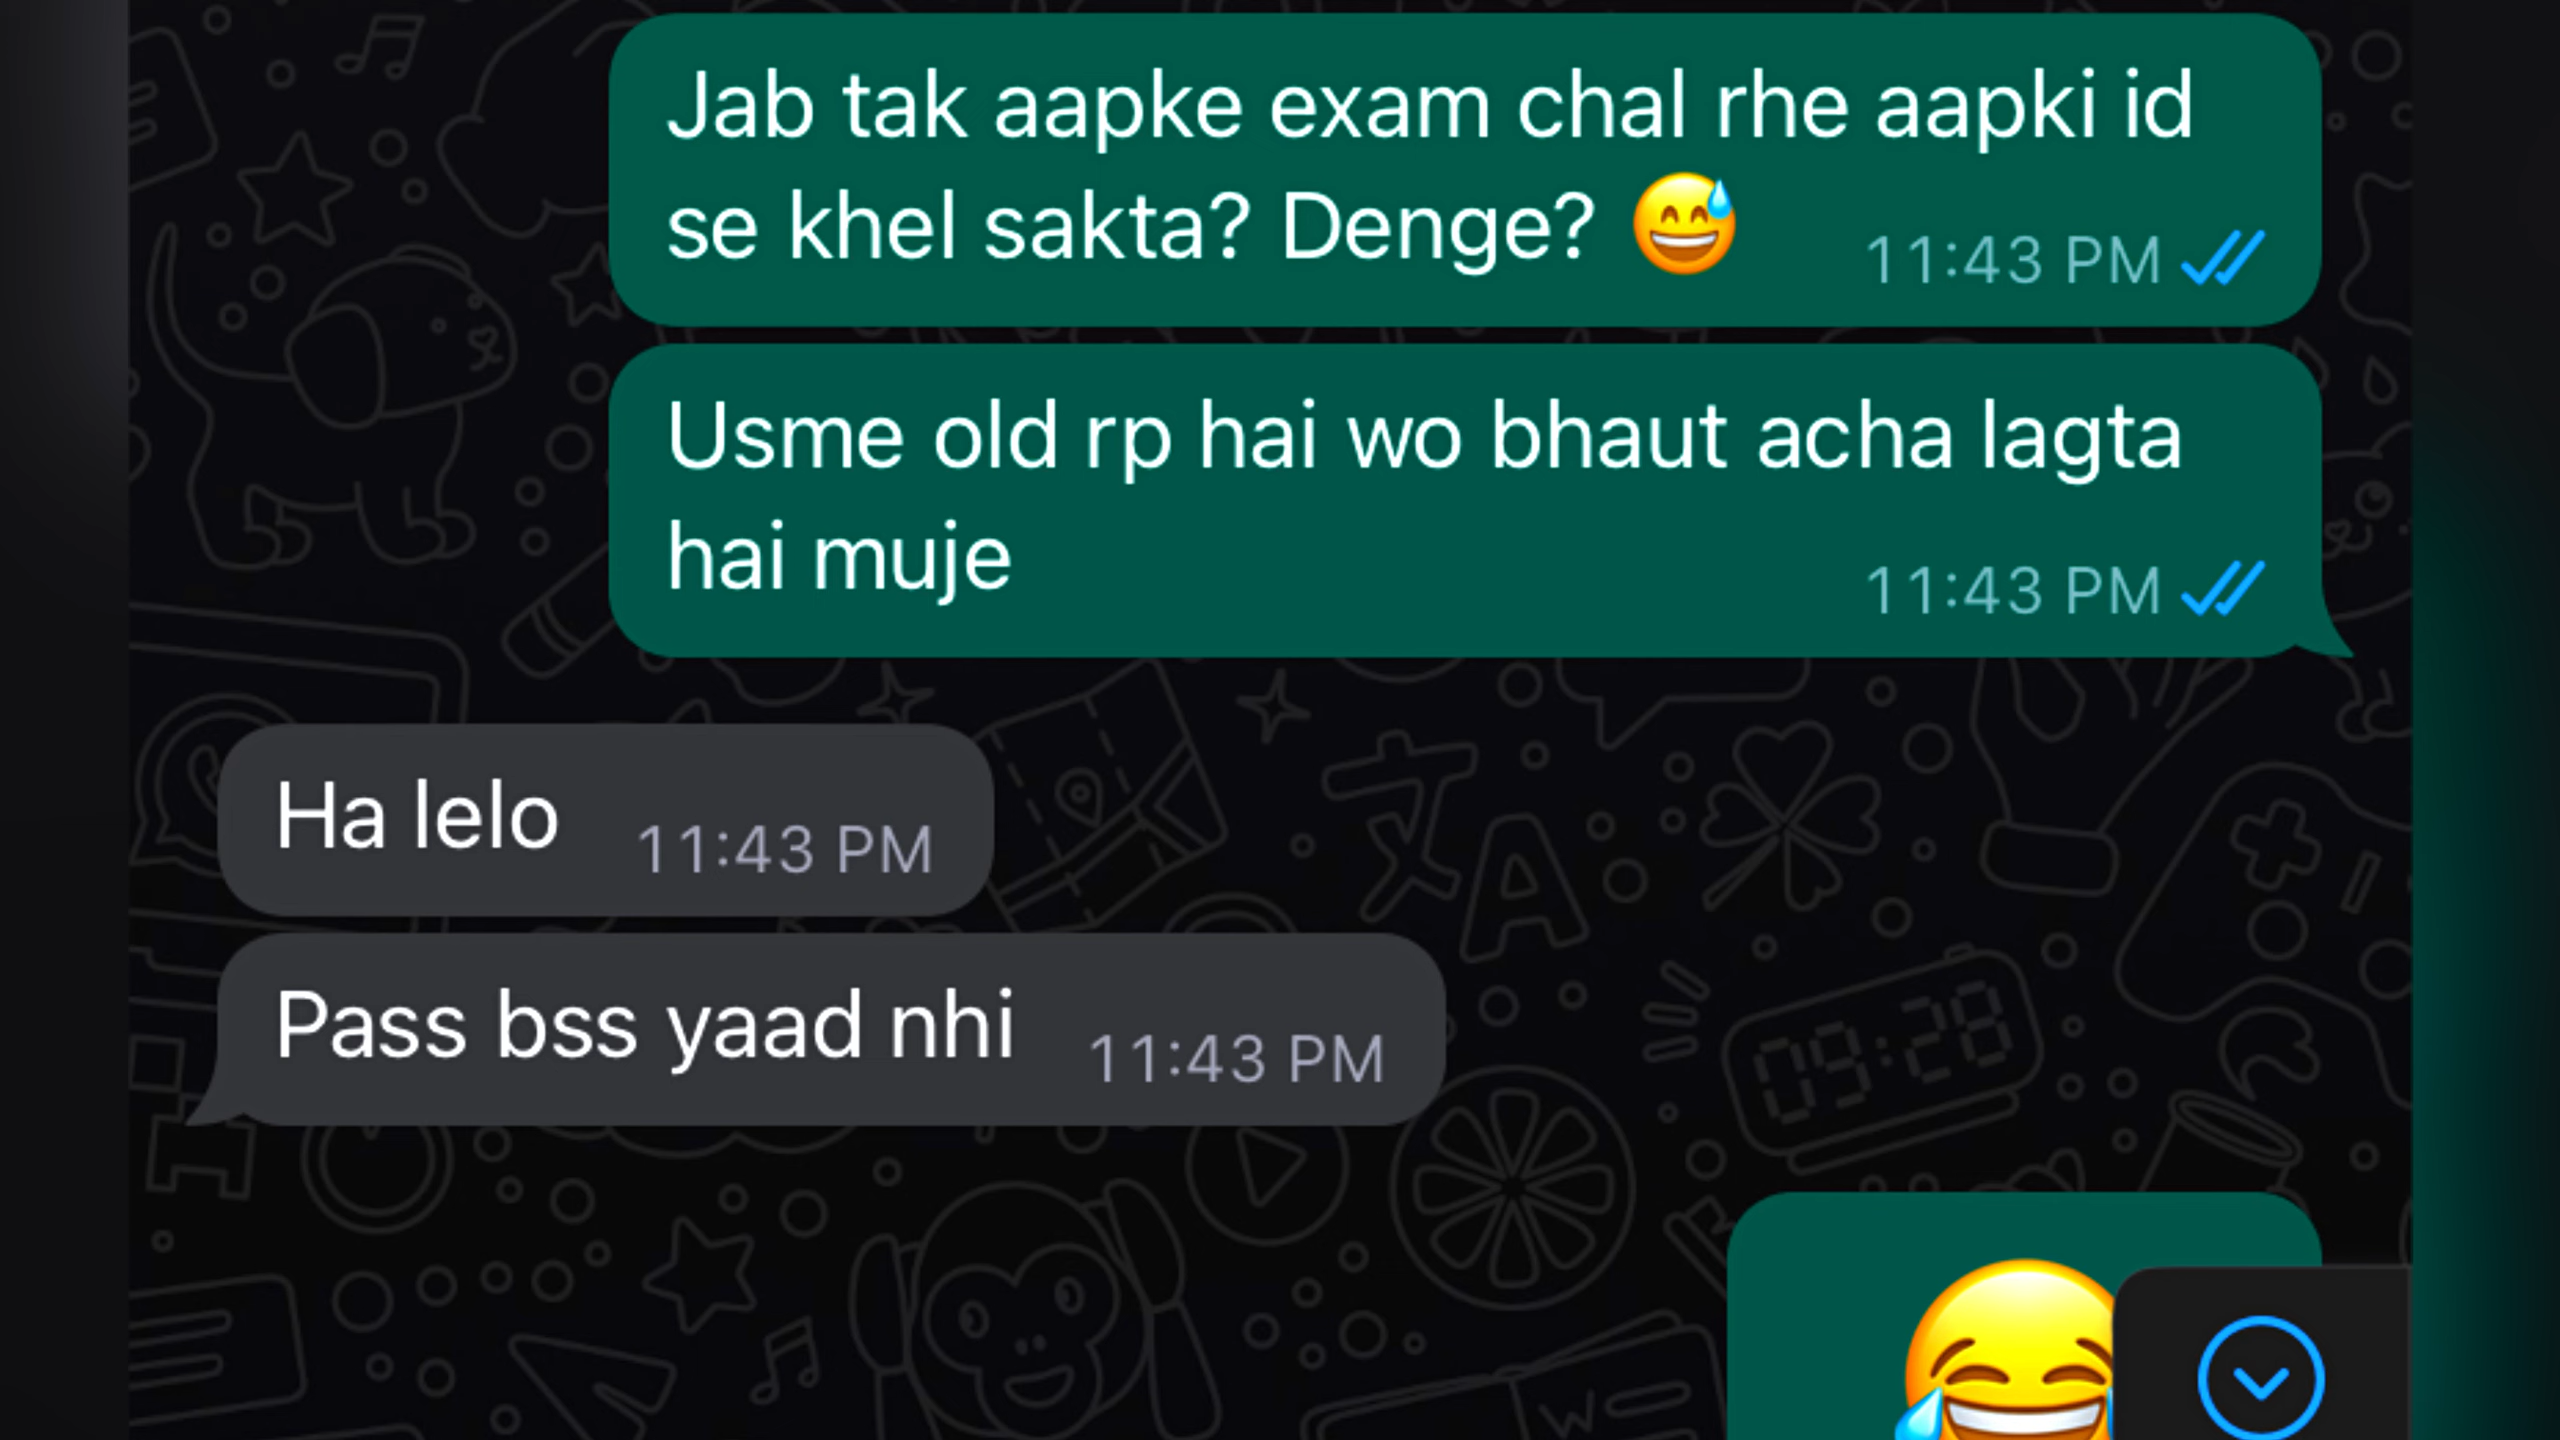 Jab tak aapke exam chal rhe aapki id
se khel sakta? Denge? 😅 11:43 PM
Usme old rp hai wo bhaut acha lagta
hai muje 11:43 PM
Ha lelo 11:43 PM
Pass bss yaad nhi 11:43 PM
😂